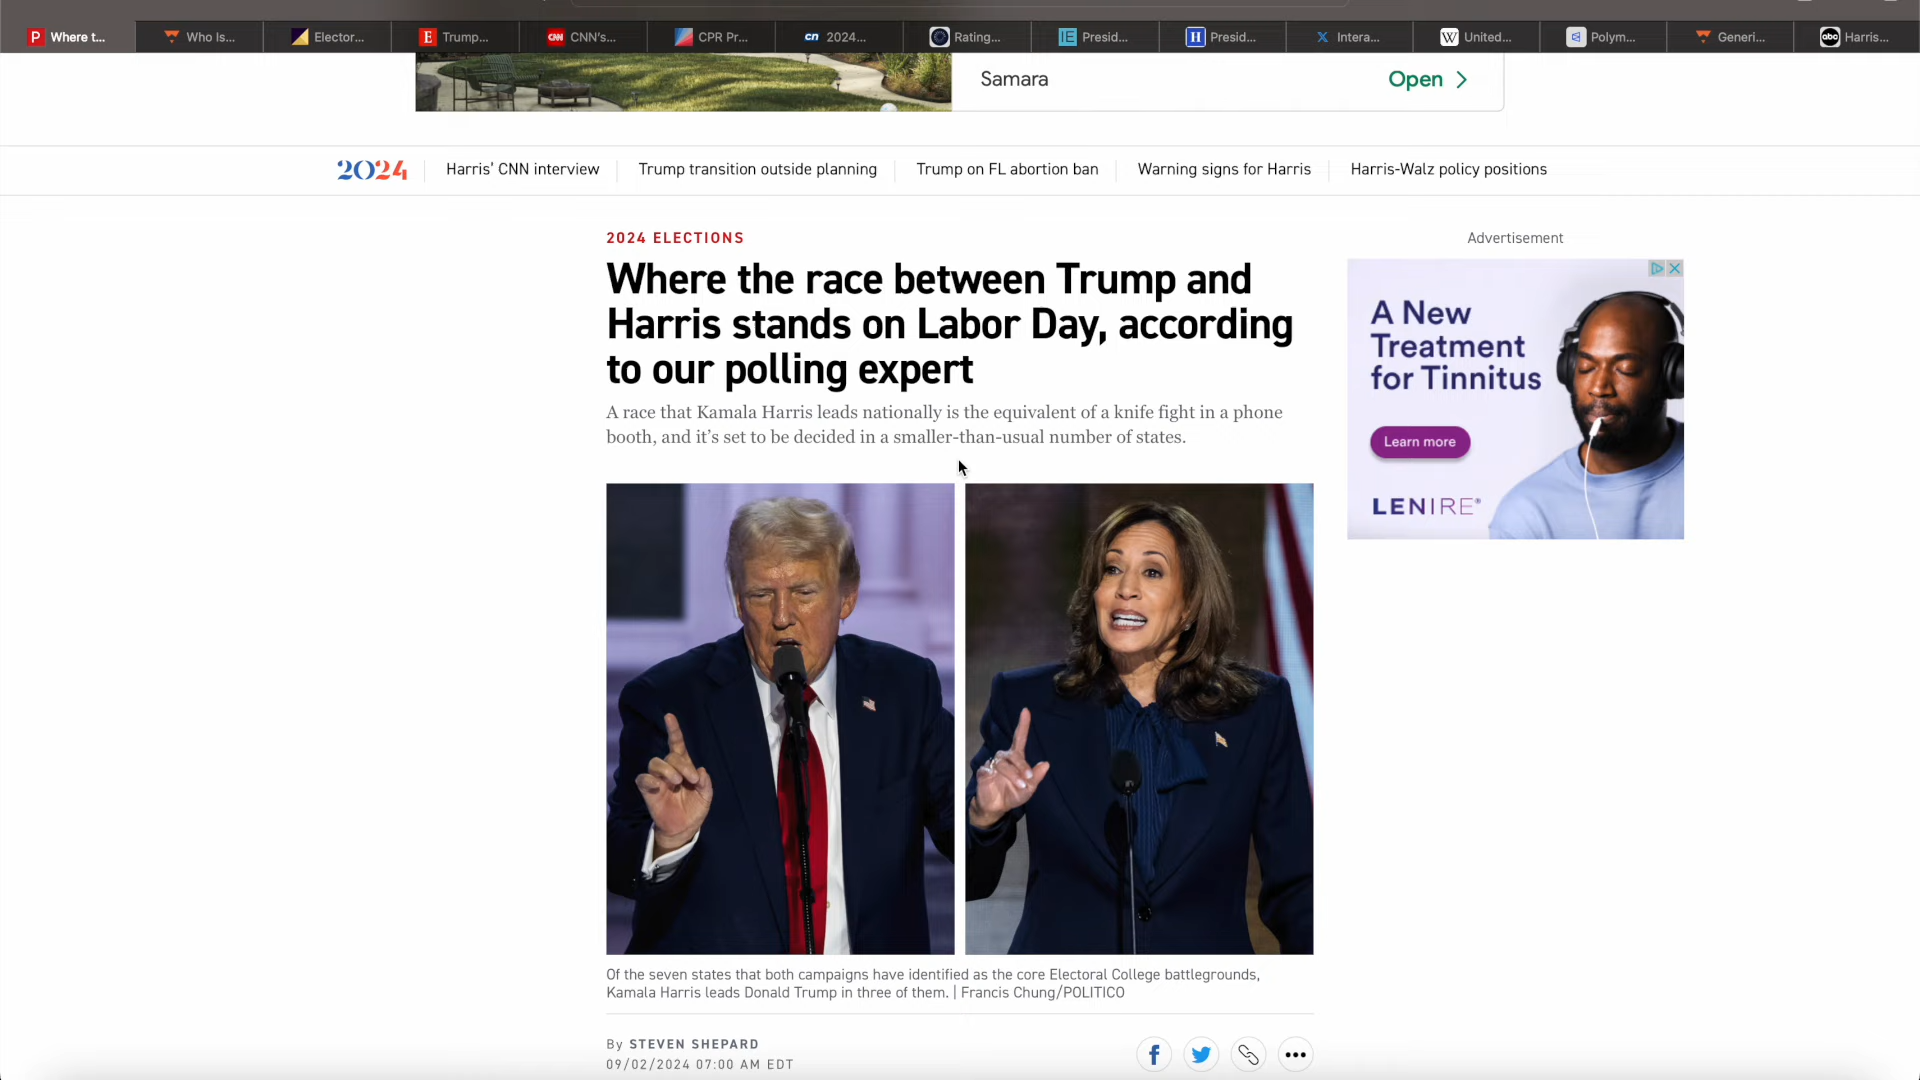 P Where t...
Who Is...
Elector...
E Trump...
CNN CNN's...
CPR Pr...
cn 2024...
Rating...
IE Presid...
H Presid...
X Intera...
W United...
Polym...
Generi...
abc Harris...
Samara
Open
2024
Harris' CNN interview
Trump transition outside planning
Trump on FL abortion ban
Warning signs for Harris
Harris-Walz policy positions
2024 ELECTIONS
Where the race between Trump and
Harris stands on Labor Day, according
to our polling expert
A race that Kamala Harris leads nationally is the equivalent of a knife fight in a phone
booth, and it's set to be decided in a smaller-than-usual number of states.
Advertisement
A New
Treatment
for Tinnitus
Learn more
LENIRE®
Of the seven states that both campaigns have identified as the core Electoral College battlegrounds,
Kamala Harris leads Donald Trump in three of them. | Francis Chung/POLITICO
By STEVEN SHEPARD
09/02/2024 07:00 AM EDT